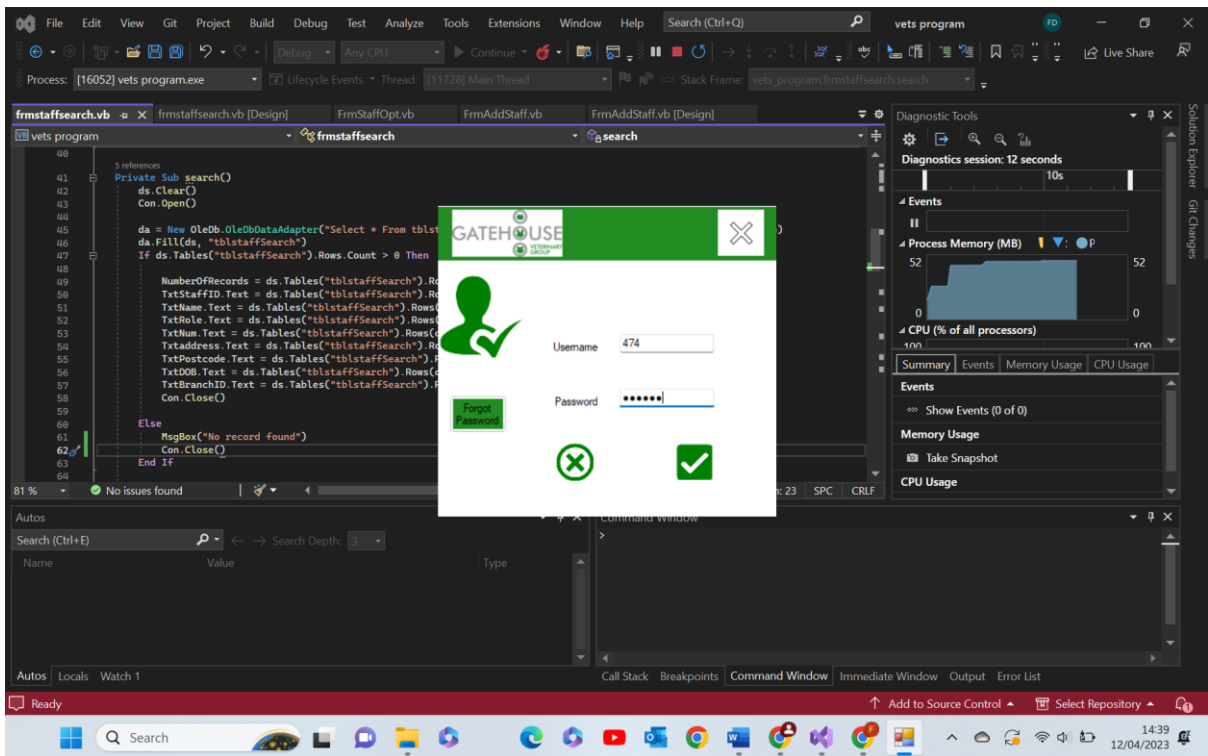 File Edit View Git Project Build Debug Test Analyze Tools Extensions Window Help Search (Ctrl+Q) vets program FD
Debug Any CPU Continue Live Share
Process: [16052] vets program.exe Lifecycle Events Thread: [11728] Main Thread Stack Frame: vets_program.frmstaffsearch.search
frmstaffsearch.vb frmstaffsearch.vb [Design] FrmStaffOpt.vb FrmAddStaff.vb FrmAddStaff.vb [Design]
vets program frmstaffsearch search
40
5 references
41 Private Sub search()
42 ds.Clear()
43 Con.Open()
44
45 da = New OleDb.OleDbDataAdapter("Select * From tblst
46 da.Fill(ds, "tblstaffSearch")
47 If ds.Tables("tblstaffSearch").Rows.Count > 0 Then
48
49 NumberOfRecords = ds.Tables("tblstaffSearch").Ro
50 TxtStaffID.Text = ds.Tables("tblstaffSearch").Ro
51 TxtName.Text = ds.Tables("tblstaffSearch").Rows(
52 TxtRole.Text = ds.Tables("tblstaffSearch").Rows(
53 TxtNum.Text = ds.Tables("tblstaffSearch").Rows(c
54 Txtaddress.Text = ds.Tables("tblstaffSearch").Ro
55 TxtPostcode.Text = ds.Tables("tblstaffSearch").R
56 TxtDOB.Text = ds.Tables("tblstaffSearch").Rows(c
57 TxtBranchID.Text = ds.Tables("tblstaffSearch").R
58 Con.Close()
59
60 Else
61 MsgBox("No record found")
62 Con.Close()
63 End If
64
81 % No issues found : 23 SPC CRLF
GATEHOUSE
VETERINARY
GROUP
Username 474
Password ••••••
Forgot
Password
Diagnostic Tools
Diagnostics session: 12 seconds
10s
Events
Process Memory (MB) P
52 52
0 0
CPU (% of all processors)
100 100
Summary Events Memory Usage CPU Usage
Events
Show Events (0 of 0)
Memory Usage
Take Snapshot
CPU Usage
Solution Explorer
Git Changes
Autos
Search (Ctrl+E) Search Depth: 3
Name Value Type
Command Window
>
Autos Locals Watch 1
Call Stack Breakpoints Command Window Immediate Window Output Error List
Ready Add to Source Control Select Repository
Search 14:39
12/04/2023